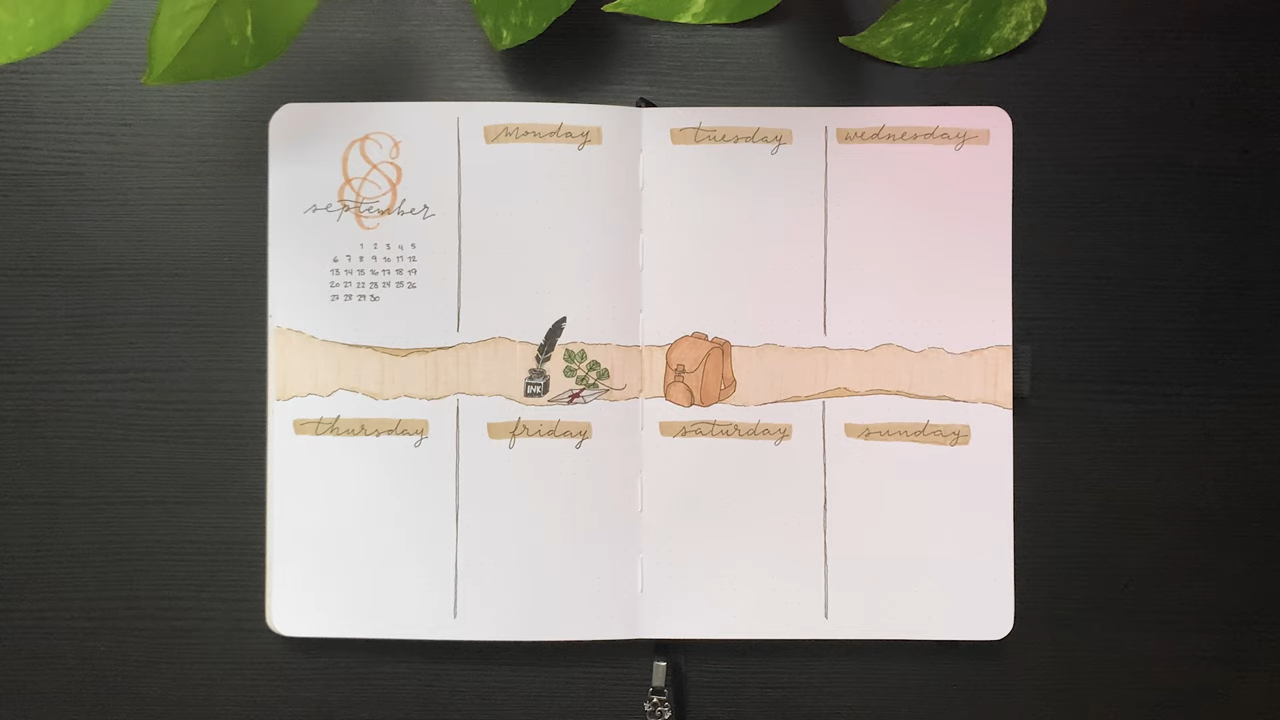 S
september
1 2 3 4 5
6 7 8 9 10 11 12
13 14 15 16 17 18 19
20 21 22 23 24 25 26
27 28 29 30
monday
tuesday
wednesday
INK
thursday
friday
saturday
sunday